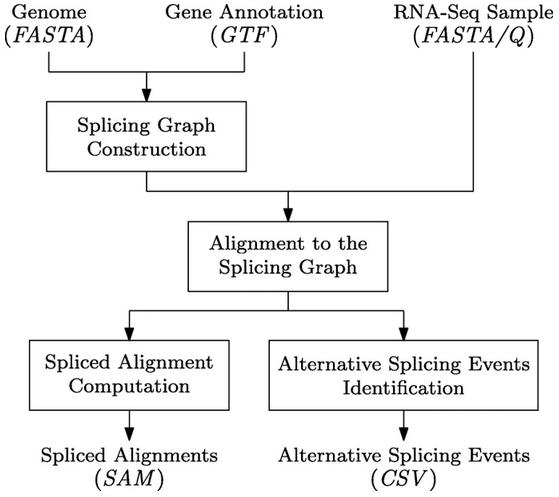 Genome
(FASTA)
Gene Annotation
(GTF)
RNA-Seq Sample
(FASTA/Q)
Splicing Graph
Construction
Alignment to the
Splicing Graph
Spliced Alignment
Computation
Alternative Splicing Events
Identification
Spliced Alignments
(SAM)
Alternative Splicing Events
(CSV)